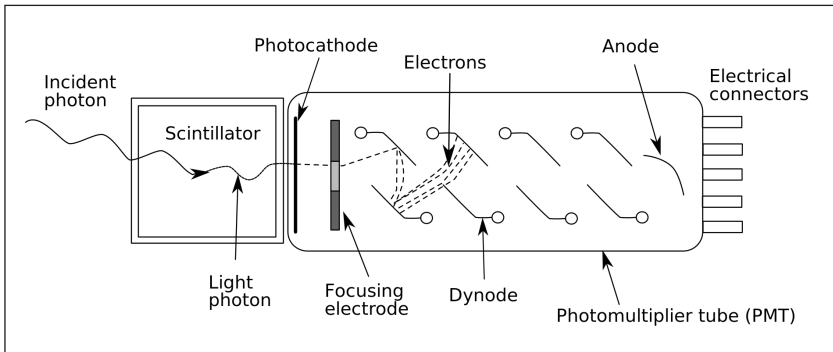 Photocathode
Anode
Electrons
Incident
photon
Electrical
connectors
Scintillator
Light
photon
Focusing
electrode
Dynode
Photomultiplier tube (PMT)